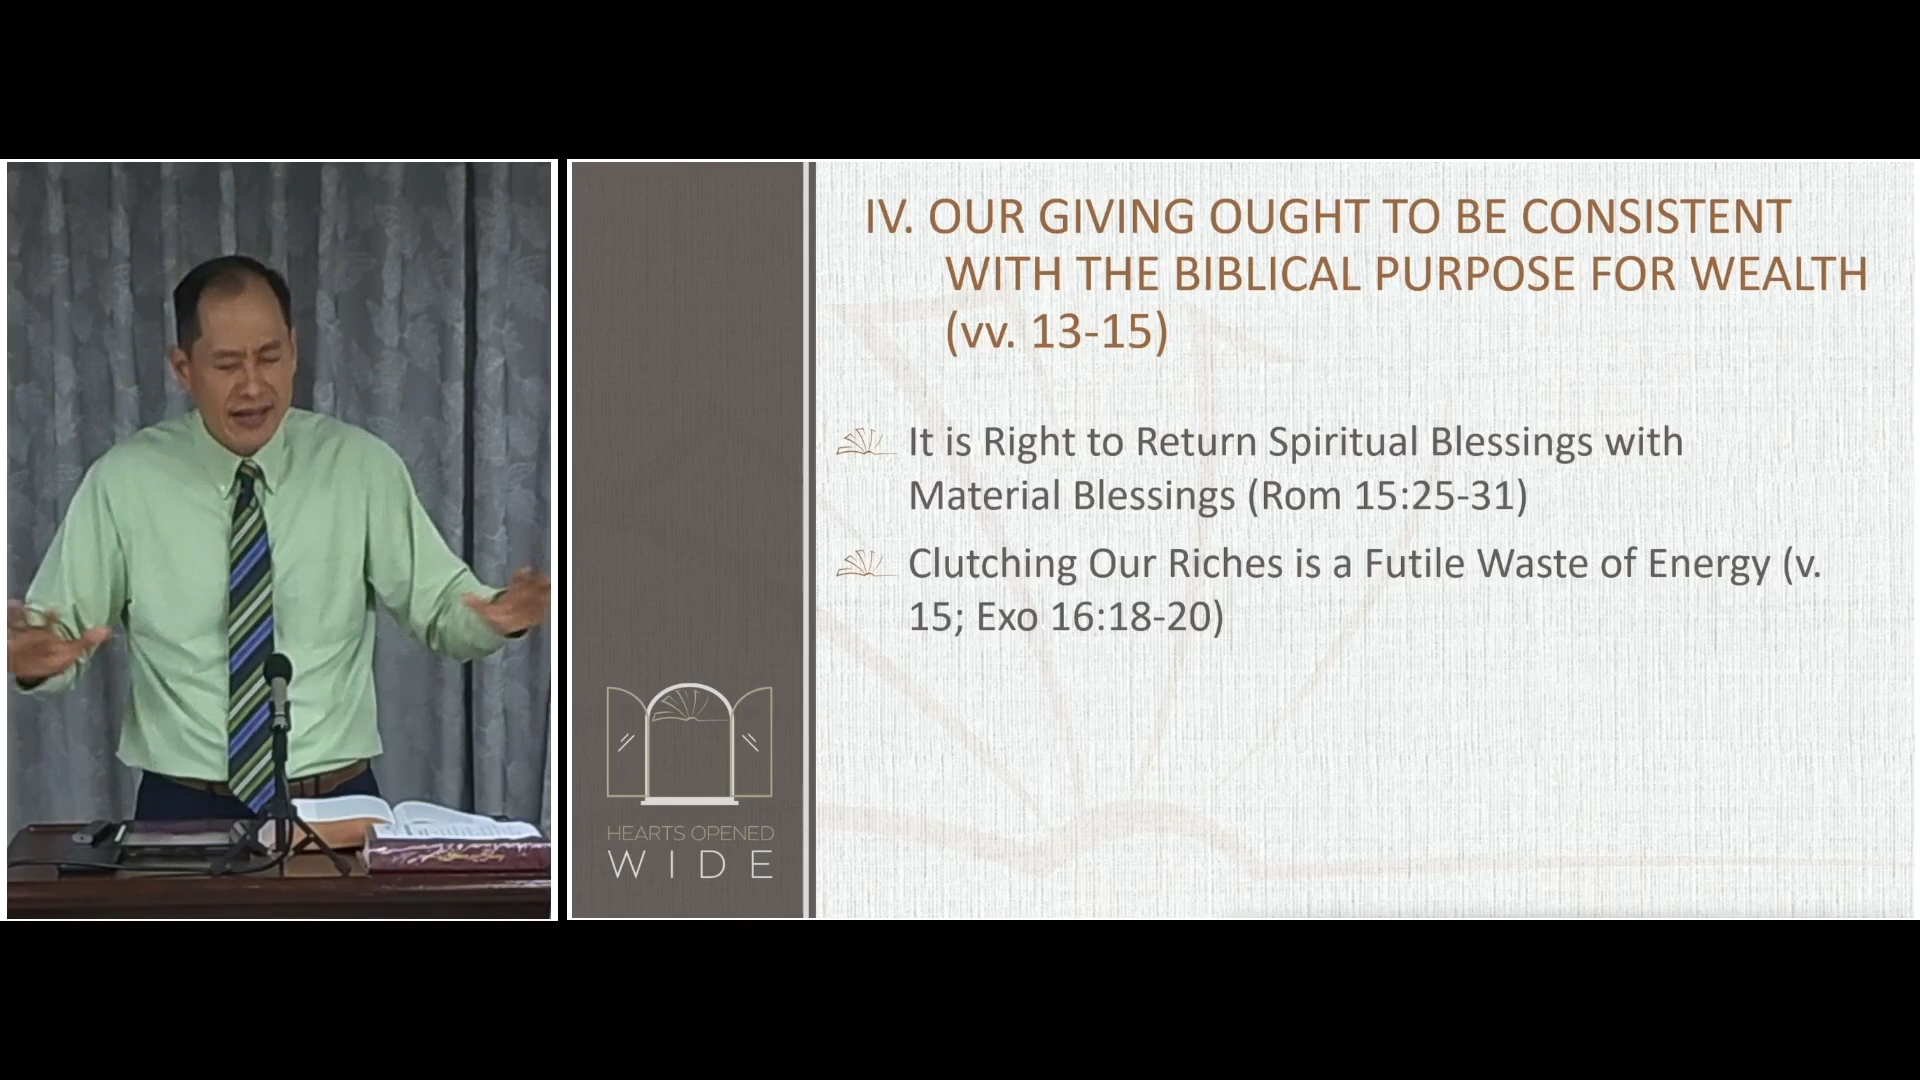 IV. OUR GIVING OUGHT TO BE CONSISTENT
WITH THE BIBLICAL PURPOSE FOR WEALTH
(vv. 13-15)
It is Right to Return Spiritual Blessings with
Material Blessings (Rom 15:25-31)
Clutching Our Riches is a Futile Waste of Energy (v.
15; Exo 16:18-20)
HEARTS OPENED
WIDE